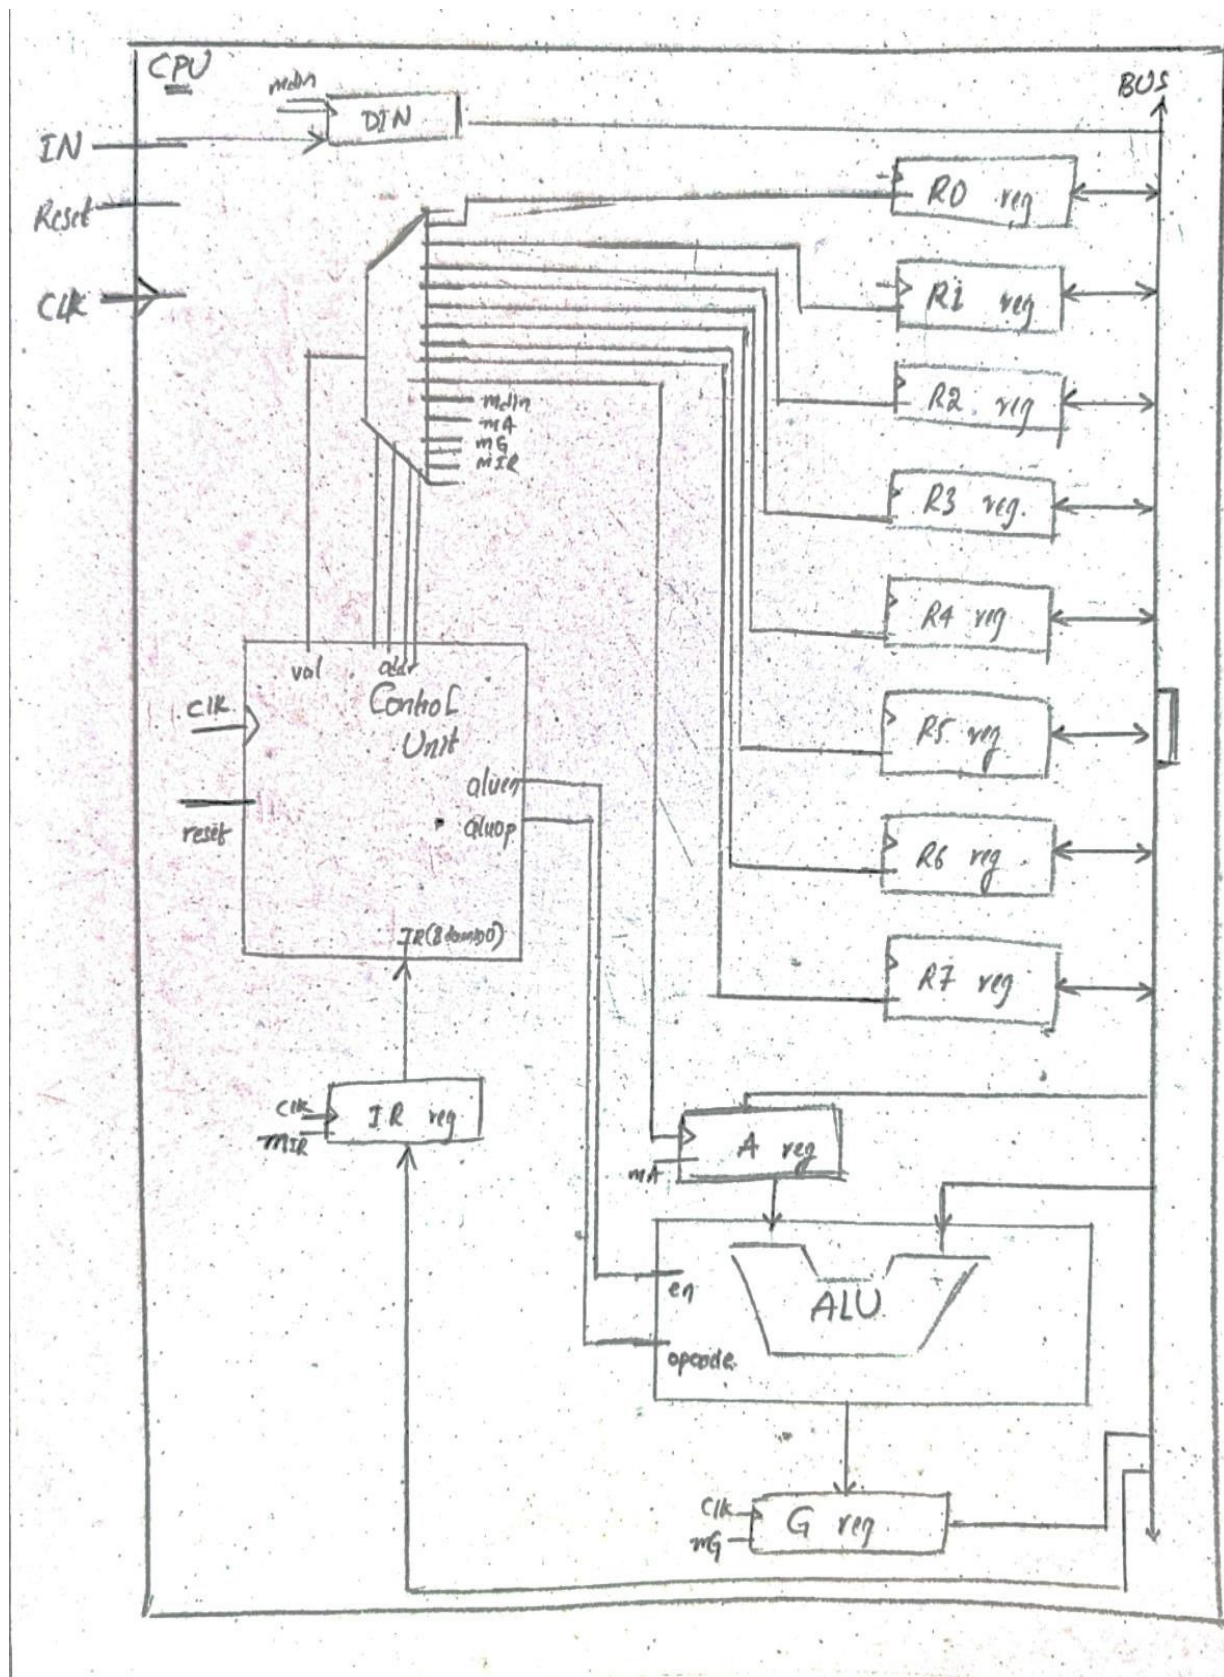 CPU
BUS
mdin
DIN
IN
Reset
Clk
R0 reg
R1 reg
R2 reg
R3 reg.
R4 reg
R5 reg
R6 reg
R7 reg
mdin
mA
mG
mIR
val
addr
Control
Unit
Clk
reset
aluen
aluop
IR(8downto0)
Clk
MIR
IR reg
A reg
mA
en
ALU
opcode
Clk
mG
G reg